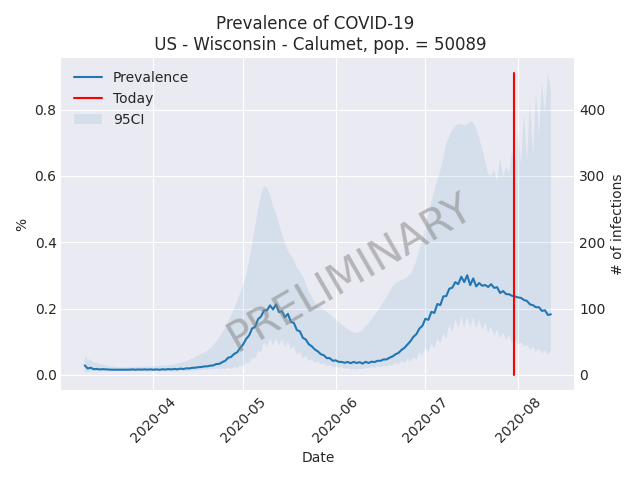 Prevalence of COVID-19
US - Wisconsin - Calumet, pop. = 50089
Prevalence
Today
95CI
0.8
0.6
0.4
0.2
0.0
%
400
300
200
100
0
# of infections
PRELIMINARY
2020-04
2020-05
2020-06
2020-07
2020-08
Date